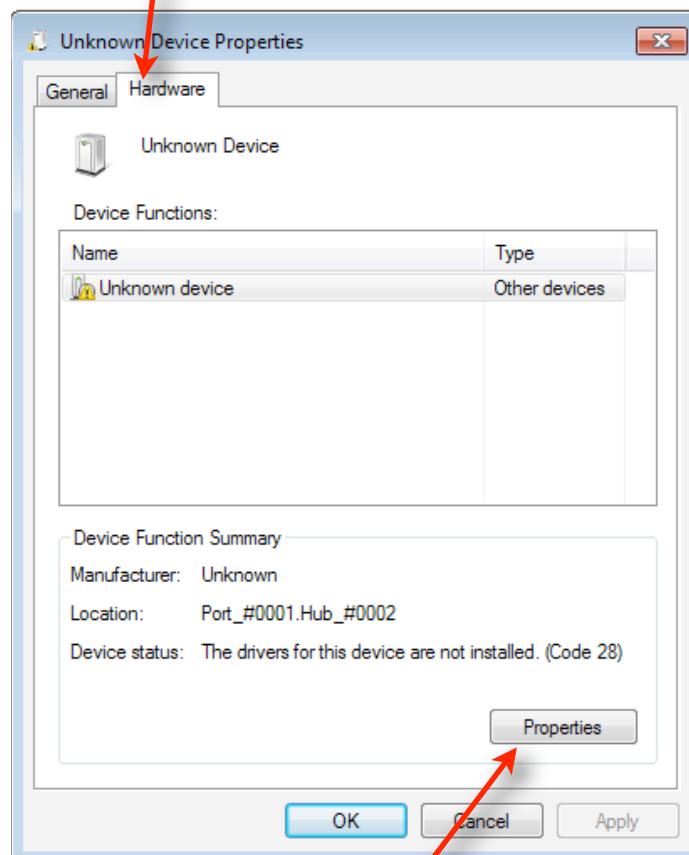 Unknown Device Properties
General Hardware
Unknown Device
Device Functions:
Name Type
Unknown device Other devices
Device Function Summary
Manufacturer: Unknown
Location: Port_#0001.Hub_#0002
Device status: The drivers for this device are not installed. (Code 28)
Properties
OK Cancel Apply